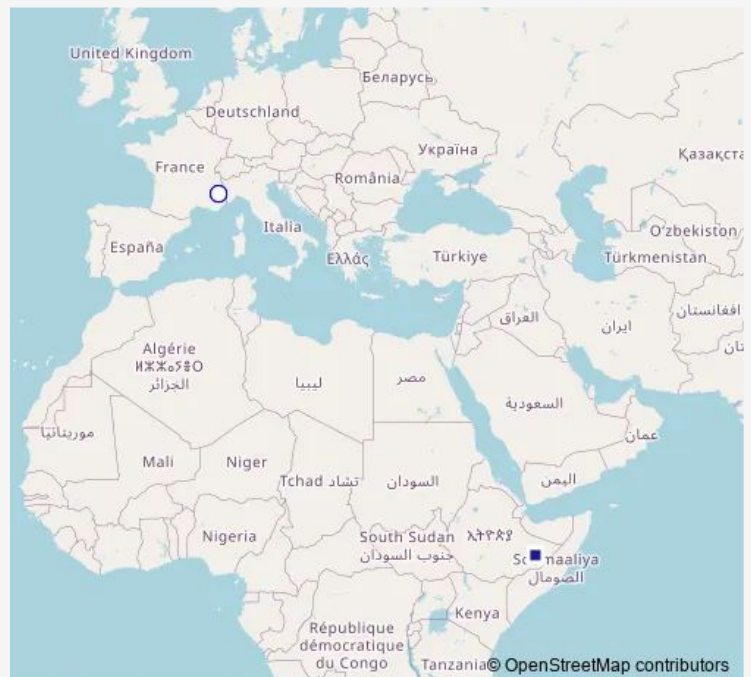 United Kingdom
Беларусь
Deutschland
Україна
Қазақста
France
România
O'zbekiston
Italia
España
Ελλάς
Türkiye
Türkmenistan
العراق
ایران
افغانستان
تان
Algérie
ⵍⵣⵣⴰⵢⴻⵔ
الجزائر
ليبيا
مصر
السعودية
عمان
موريتانيا
Mali
Niger
Tchad تشاد
السودان
اليمن
Nigeria
South Sudan
جنوب السودان
ኢትዮጵያ
الصومال
Kenya
République
démocratique
du Congo
Tanzania
© OpenStreetMap contributors